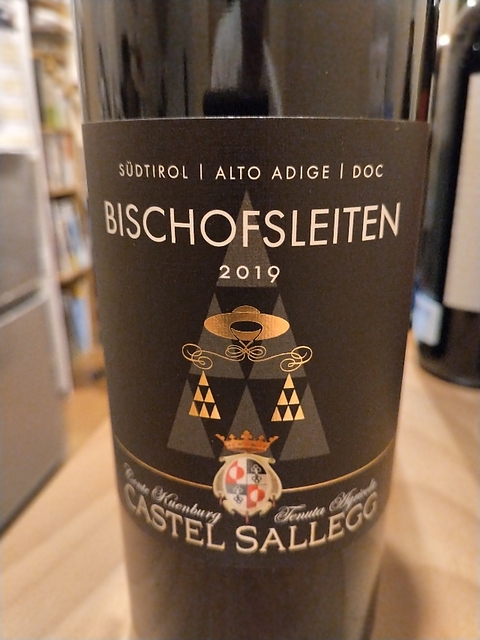 SÜDTIROL | ALTO ADIGE | DOC
BISCHOFSLEITEN
2019
Conte Kuenburg Tenuta Agricola
CASTEL SALLEGG